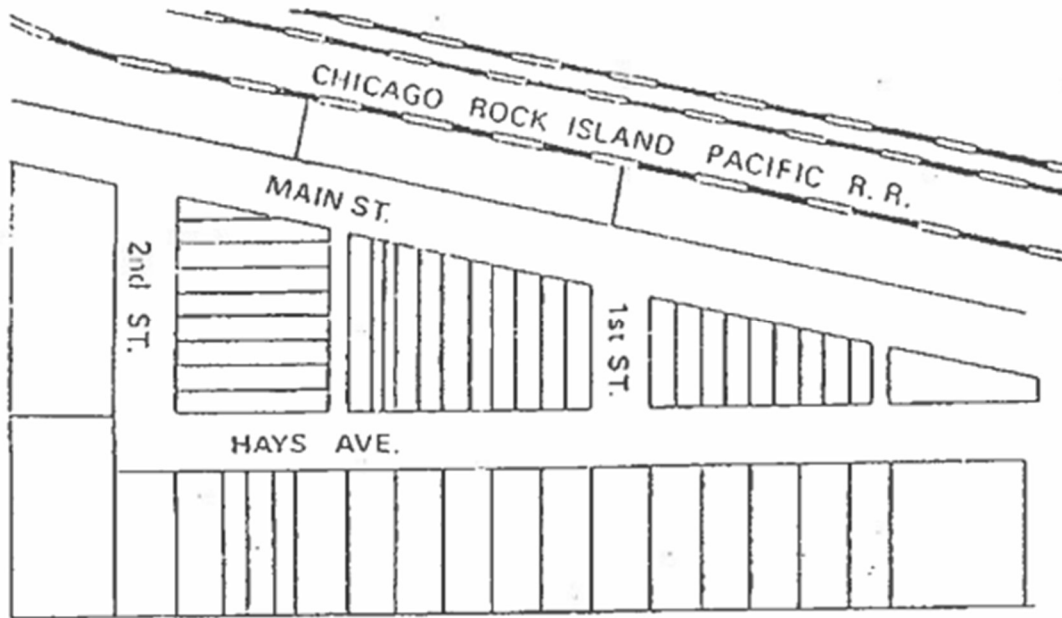 CHICAGO ROCK ISLAND PACIFIC R. R.
MAIN ST.
2nd ST.
1st ST.
HAYS AVE.